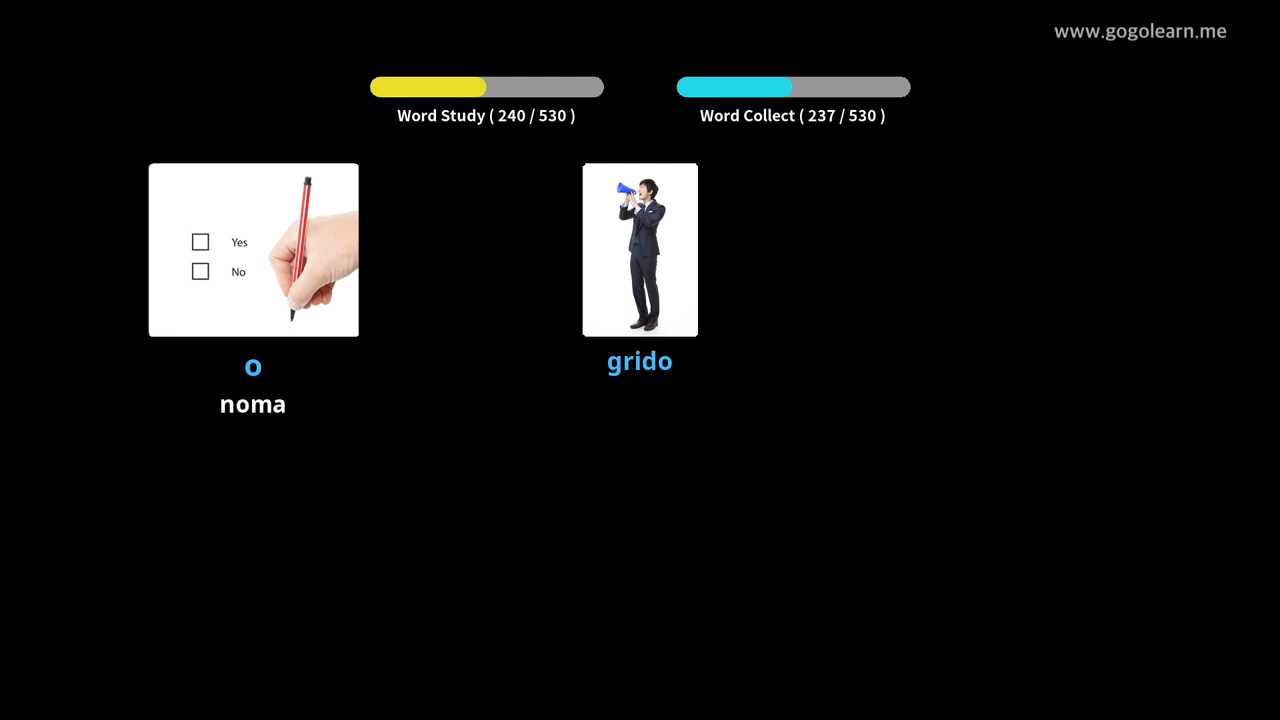 www.gogolearn.me
Word Study ( 240 / 530 )
Word Collect ( 237 / 530 )
Yes
No
o
noma
grido